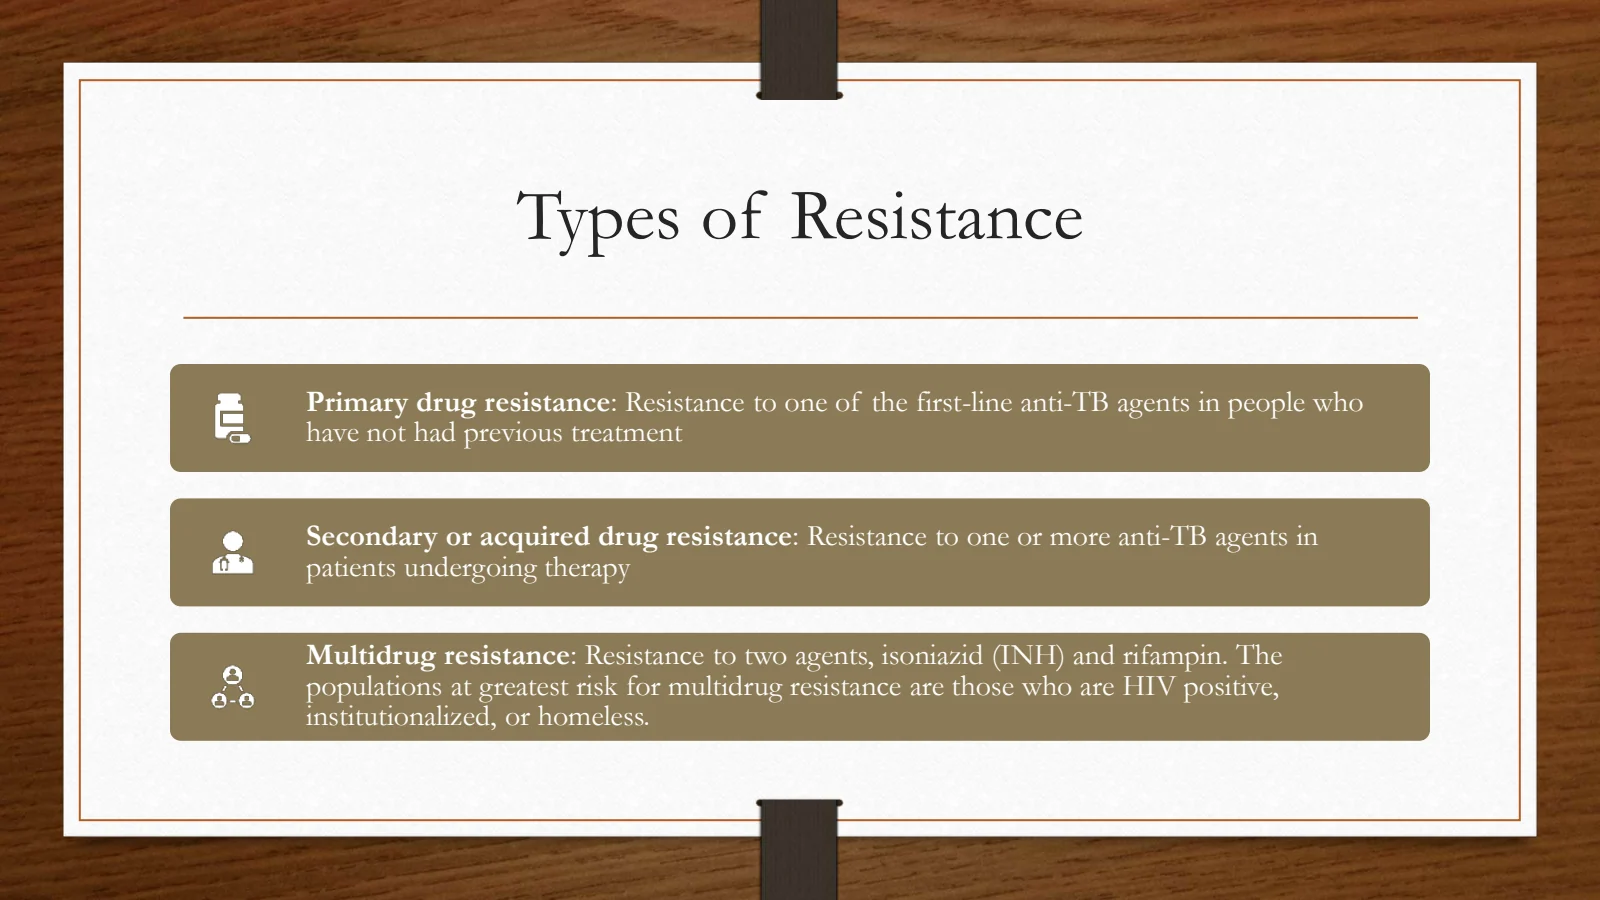 Types of Resistance
Primary drug resistance: Resistance to one of the first-line anti-TB agents in people who
have not had previous treatment
Secondary or acquired drug resistance: Resistance to one or more anti-TB agents in
patients undergoing therapy
Multidrug resistance: Resistance to two agents, isoniazid (INH) and rifampin. The
populations at greatest risk for multidrug resistance are those who are HIV positive,
institutionalized, or homeless.